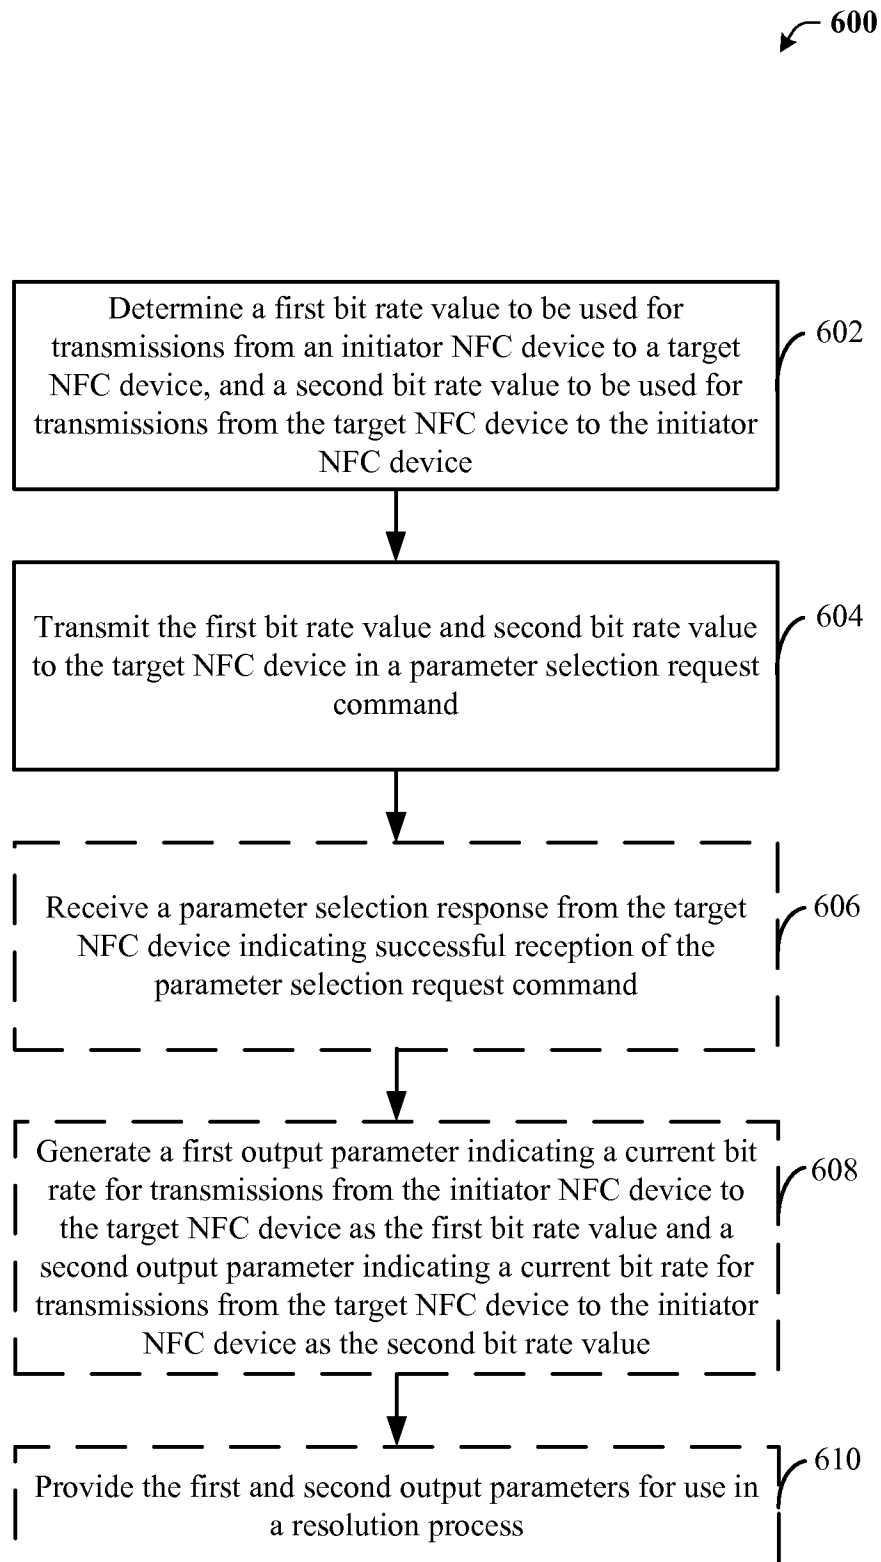 600
Determine a first bit rate value to be used for
transmissions from an initiator NFC device to a target
NFC device, and a second bit rate value to be used for
transmissions from the target NFC device to the initiator
NFC device
602
Transmit the first bit rate value and second bit rate value
to the target NFC device in a parameter selection request
command
604
Receive a parameter selection response from the target
NFC device indicating successful reception of the
parameter selection request command
606
Generate a first output parameter indicating a current bit
rate for transmissions from the initiator NFC device to
the target NFC device as the first bit rate value and a
second output parameter indicating a current bit rate for
transmissions from the target NFC device to the initiator
NFC device as the second bit rate value
608
Provide the first and second output parameters for use in
a resolution process
610